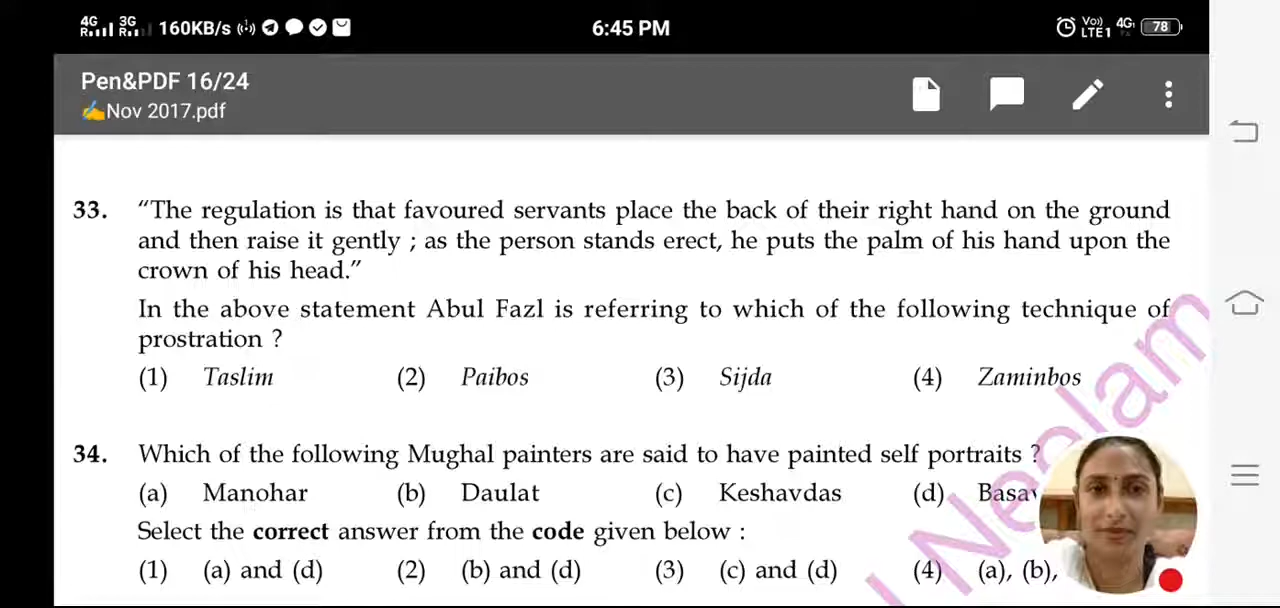 4G R 3G R 160KB/s 6:45 PM Vo) LTE1 4G 78
Pen&PDF 16/24
✍Nov 2017.pdf
33. “The regulation is that favoured servants place the back of their right hand on the ground
and then raise it gently ; as the person stands erect, he puts the palm of his hand upon the
crown of his head.”
In the above statement Abul Fazl is referring to which of the following technique of
prostration ?
(1) Taslim (2) Paibos (3) Sijda (4) Zaminbos
34. Which of the following Mughal painters are said to have painted self portraits ?
(a) Manohar (b) Daulat (c) Keshavdas (d)
Select the correct answer from the code given below :
(1) (a) and (d) (2) (b) and (d) (3) (c) and (d) (4) (a), (b),
Neelam